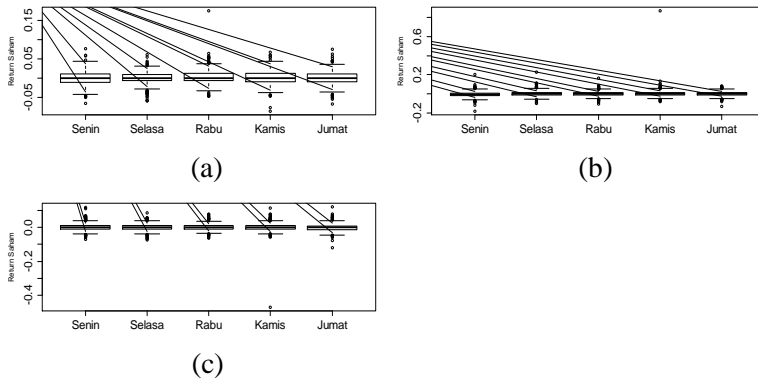 Return Saham
0.15
0.05
-0.05
Senin Selasa Rabu Kamis Jumat
(a)
Return Saham
0.6
0.2
-0.2
Senin Selasa Rabu Kamis Jumat
(b)
Return Saham
0.0
-0.2
-0.4
Senin Selasa Rabu Kamis Jumat
(c)